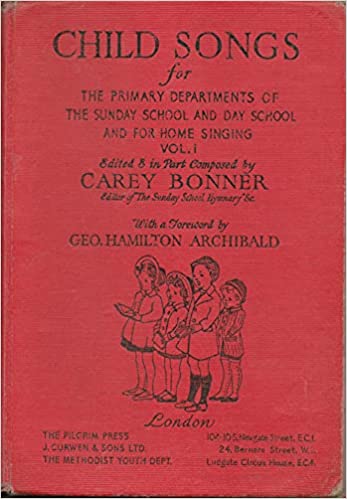 CHILD SONGS
for
THE PRIMARY DEPARTMENTS OF
THE SUNDAY SCHOOL AND DAY SCHOOL
AND FOR HOME SINGING
VOL. I
Edited & in Part Composed by
CAREY BONNER
Editor of The Sunday School Hymnary &c.
With a Foreword by
GEO. HAMILTON ARCHIBALD
London
THE PILGRIM PRESS 104-105, Newgate Street, E.C.1.
J. CURWEN & SONS LTD. 24, Berners Street, W...
THE METHODIST YOUTH DEPT. Ludgate Circus House, E.C.4